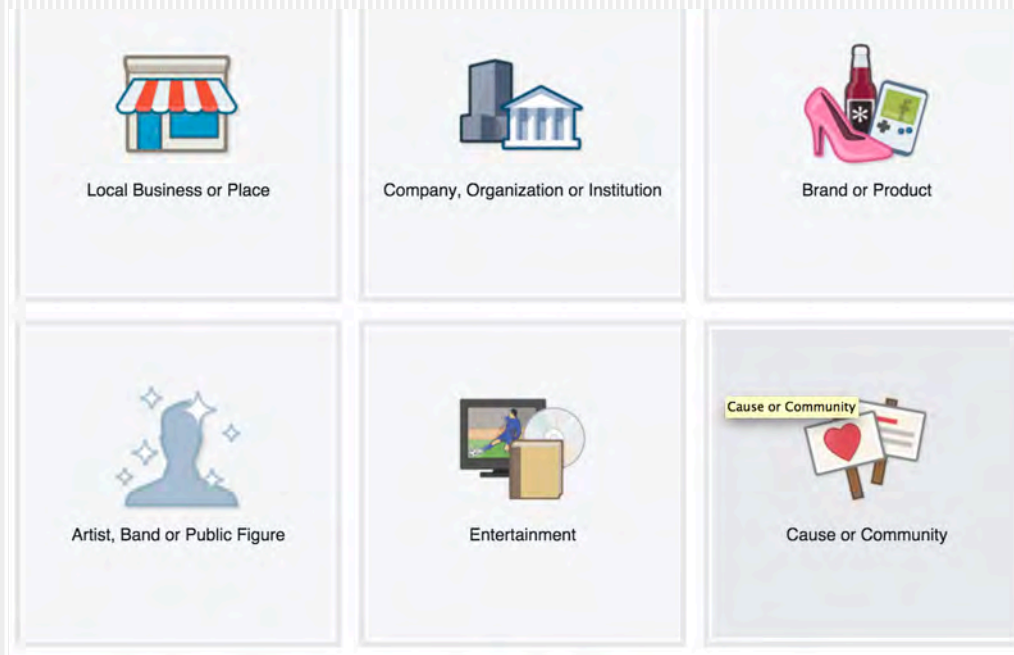 Local Business or Place
Company, Organization or Institution
Brand or Product
Cause or Community
Artist, Band or Public Figure
Entertainment
Cause or Community